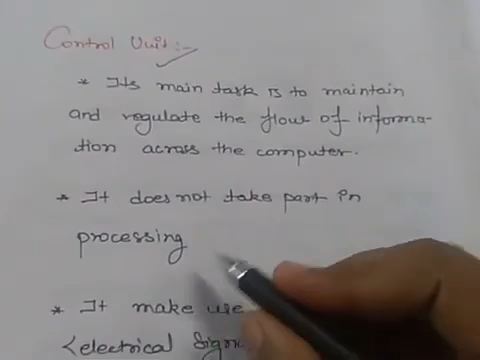 Control Unit:-
* Its main task is to maintain
and regulate the flow of informa-
tion across the computer.
* It does not take part in
processing
* It make use
<electrical